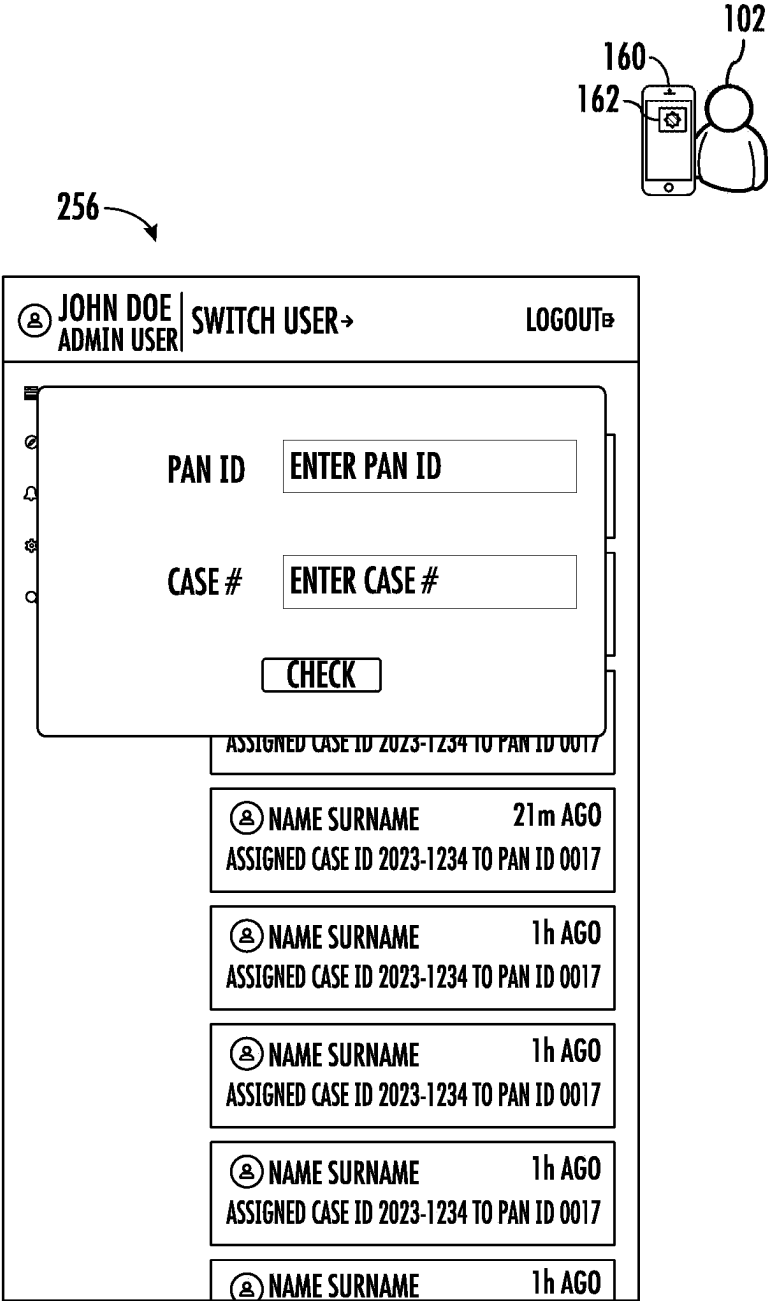 102
160
162
256
JOHN DOE
ADMIN USER
SWITCH USER
LOGOUT
PAN ID
ENTER PAN ID
CASE #
ENTER CASE #
CHECK
ASSIGNED CASE ID 2023-1234 TO PAN ID 0017
NAME SURNAME 21m AGO
ASSIGNED CASE ID 2023-1234 TO PAN ID 0017
NAME SURNAME 1h AGO
ASSIGNED CASE ID 2023-1234 TO PAN ID 0017
NAME SURNAME 1h AGO
ASSIGNED CASE ID 2023-1234 TO PAN ID 0017
NAME SURNAME 1h AGO
ASSIGNED CASE ID 2023-1234 TO PAN ID 0017
NAME SURNAME 1h AGO